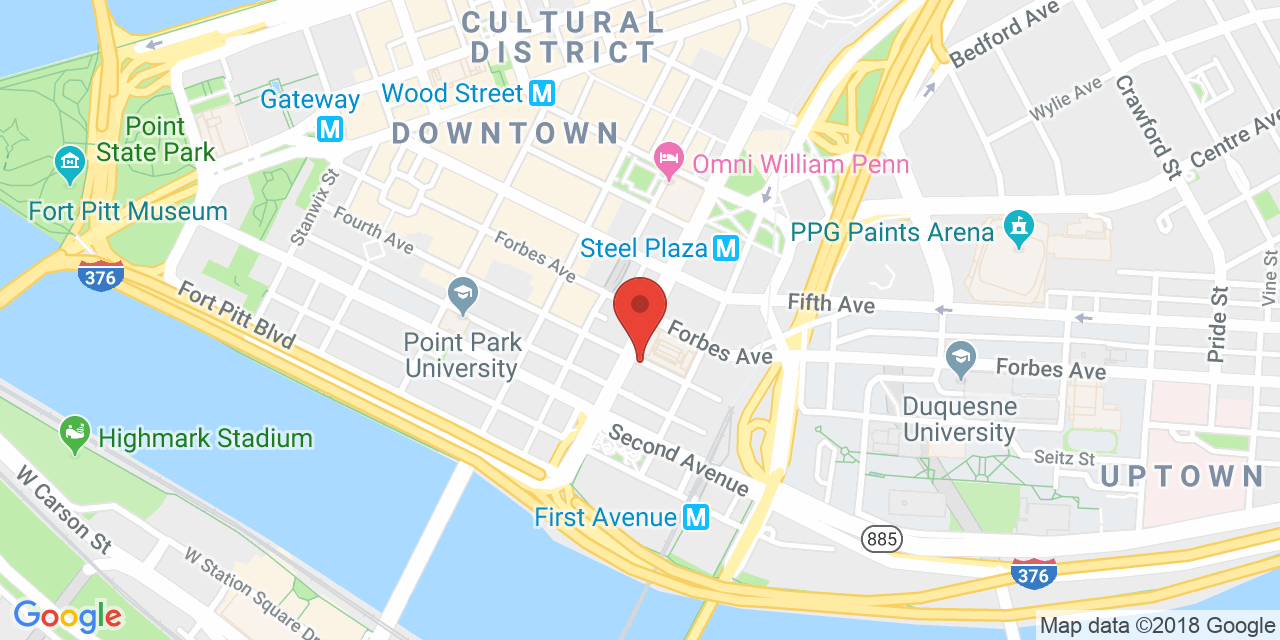 CULTURAL
DISTRICT
Bedford Ave
Wylie Ave
Crawford St
Centre Ave
Gateway
M
Wood Street M
DOWNTOWN
Point
State Park
Omni William Penn
Fort Pitt Museum
Stanwix St
Fourth Ave
Forbes Ave
Steel Plaza M
PPG Paints Arena
376
Fort Pitt Blvd
Fifth Ave
Vine St
Pride St
Point Park
University
Forbes Ave
Forbes Ave
Duquesne
University
Highmark Stadium
Second Avenue
Seitz St
UPTOWN
W Carson St
First Avenue M
885
W Station Square Dr
376
Google
Map data ©2018 Google